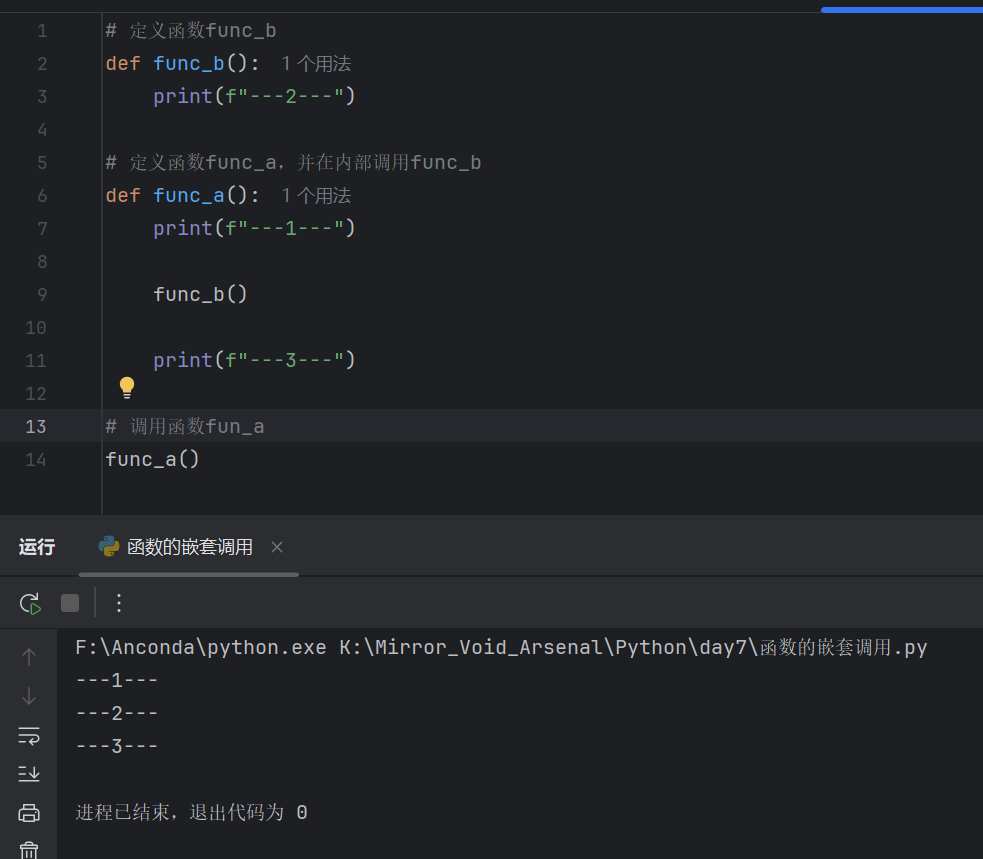 1 # 定义函数func_b
2 def func_b(): 1 个用法
3     print(f"---2---")
4
5 # 定义函数func_a，并在内部调用func_b
6 def func_a(): 1 个用法
7     print(f"---1---")
8
9     func_b()
10
11     print(f"---3---")
12
13 # 调用函数fun_a
14 func_a()
运行 函数的嵌套调用
F:\Anconda\python.exe K:\Mirror_Void_Arsenal\Python\day7\函数的嵌套调用.py
---1---
---2---
---3---
进程已结束，退出代码为 0